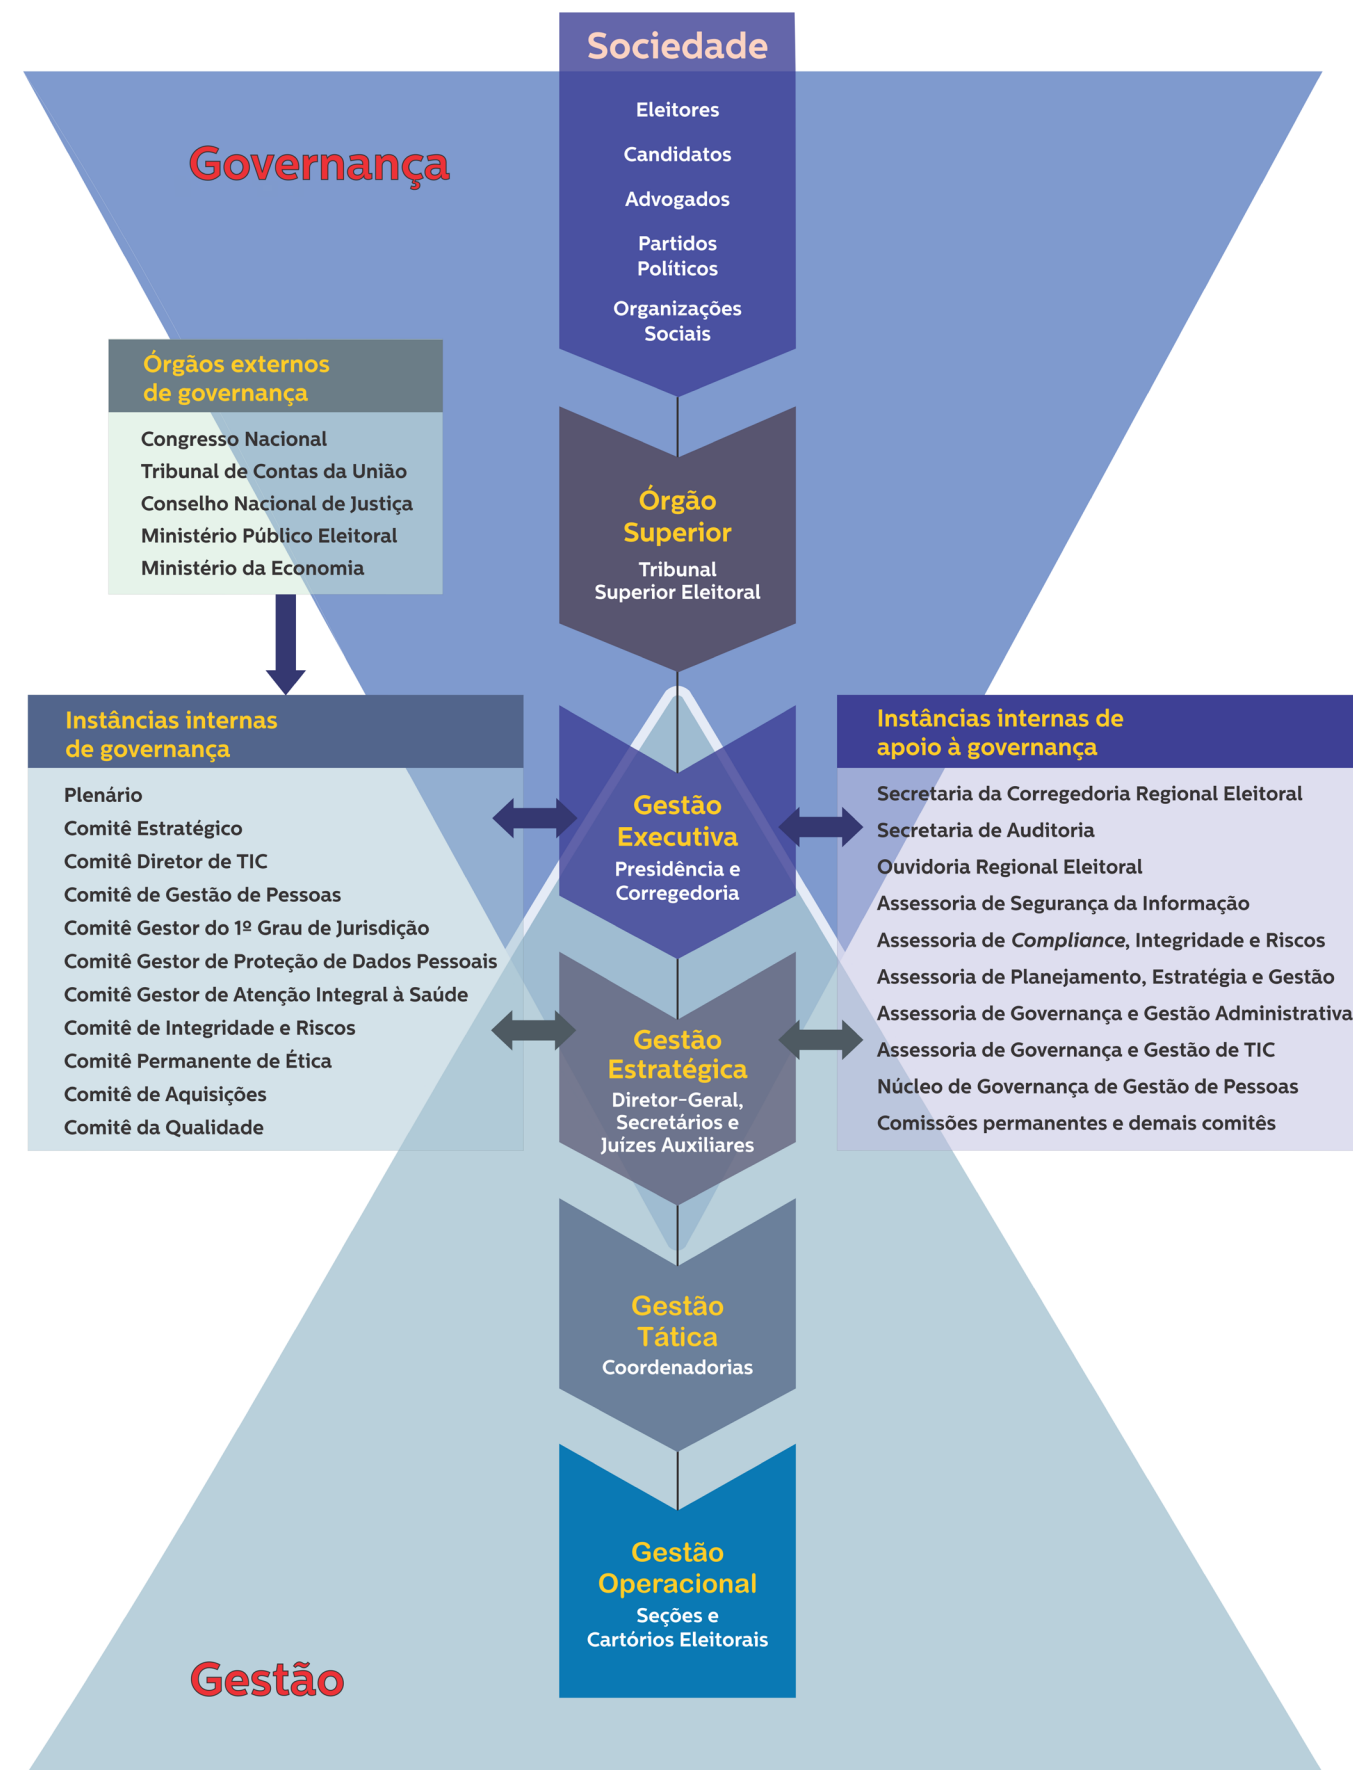 Sociedade
Eleitores
Candidatos
Advogados
Partidos
Políticos
Organizações
Sociais
Governança
Órgãos externos
de governança
Congresso Nacional
Tribunal de Contas da União
Conselho Nacional de Justiça
Ministério Público Eleitoral
Ministério da Economia
Órgão
Superior
Tribunal
Superior Eleitoral
Instâncias internas
de governança
Plenário
Comitê Estratégico
Comitê Diretor de TIC
Comitê de Gestão de Pessoas
Comitê Gestor do 1º Grau de Jurisdição
Comitê Gestor de Proteção de Dados Pessoais
Comitê Gestor de Atenção Integral à Saúde
Comitê de Integridade e Riscos
Comitê Permanente de Ética
Comitê de Aquisições
Comitê da Qualidade
Gestão
Executiva
Presidência e
Corregedoria
Gestão
Estratégica
Diretor-Geral,
Secretários e
Juízes Auxiliares
Instâncias internas de
apoio à governança
Secretaria da Corregedoria Regional Eleitoral
Secretaria de Auditoria
Ouvidoria Regional Eleitoral
Assessoria de Segurança da Informação
Assessoria de Compliance, Integridade e Riscos
Assessoria de Planejamento, Estratégia e Gestão
Assessoria de Governança e Gestão Administrativa
Assessoria de Governança e Gestão de TIC
Núcleo de Governança de Gestão de Pessoas
Comissões permanentes e demais comitês
Gestão
Tática
Coordenadorias
Gestão
Operacional
Seções e
Cartórios Eleitorais
Gestão